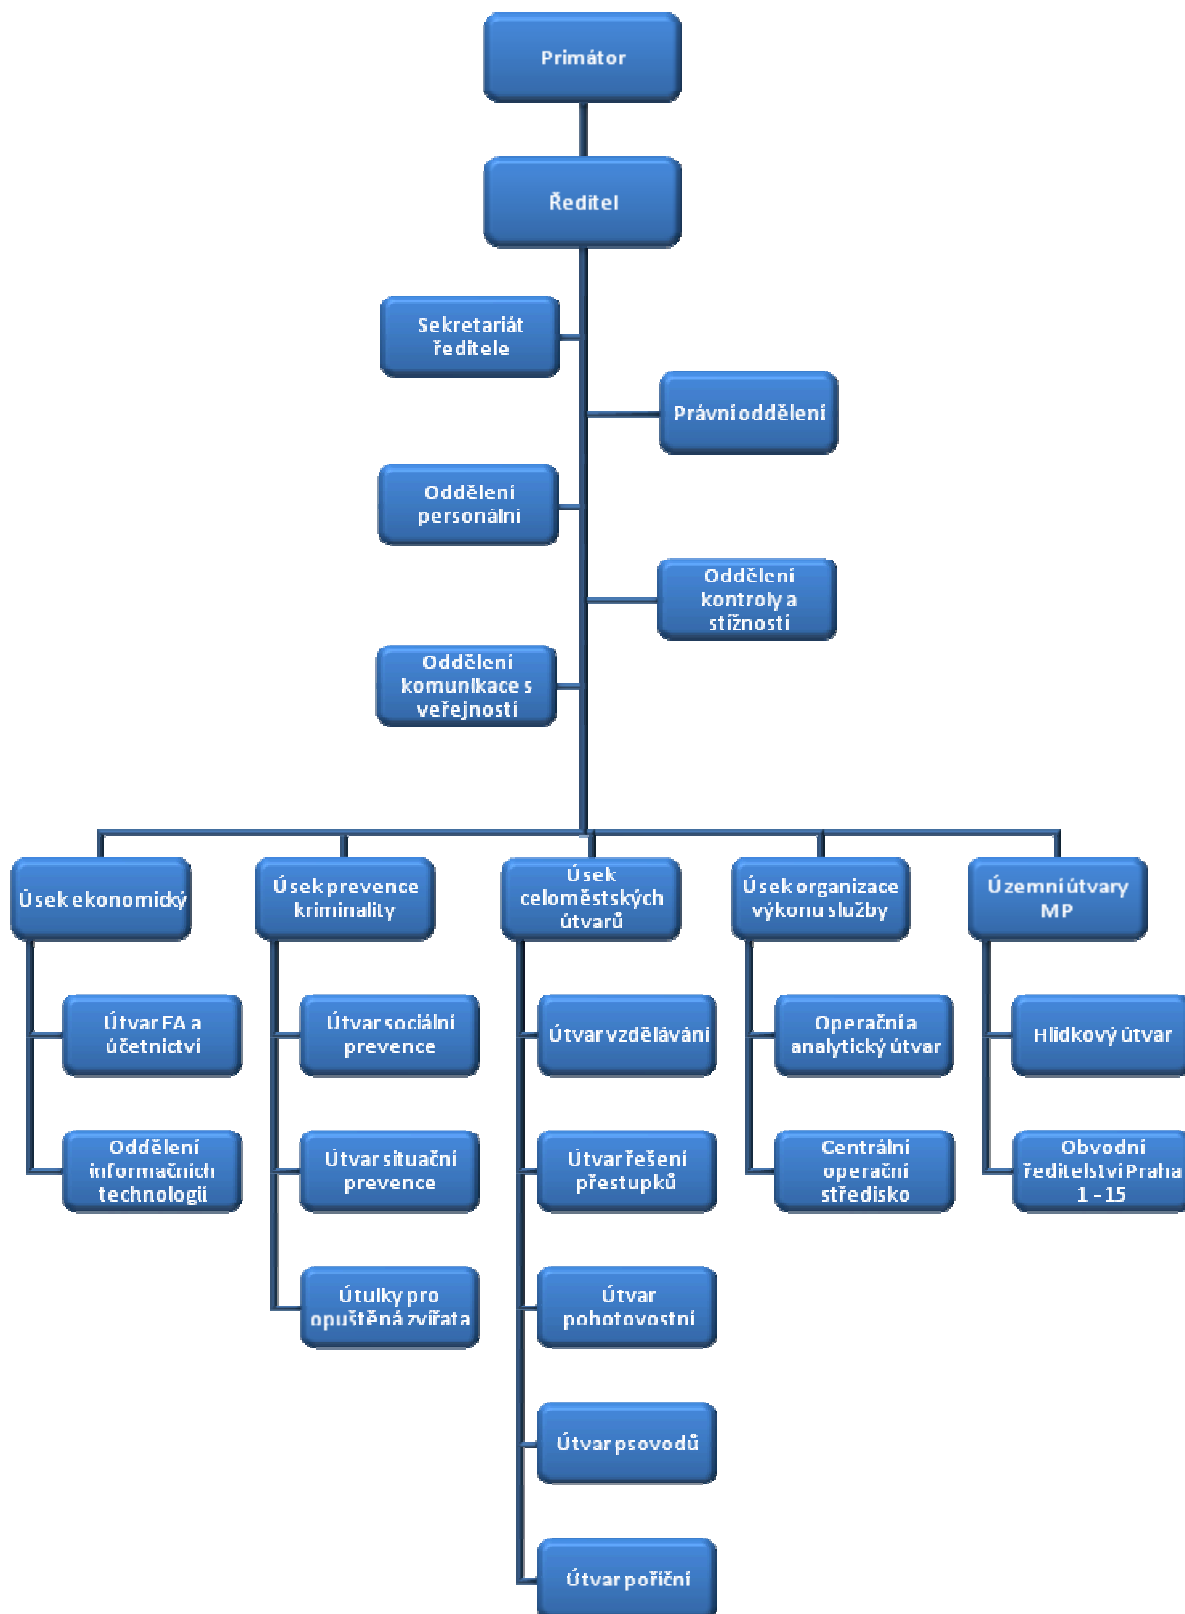 Primátor
Ředitel
Sekretariát
ředitele
Právní oddělení
Oddělení
personální
Oddělení
kontroly a
stížností
Oddělení
komunikace s
veřejností
Úsek ekonomický
Úsek prevence
kriminality
Úsek
celoměstských
útvarů
Úsek organizace
výkonu služby
Územní útvary
MP
Útvar FA a
účetnictví
Útvar sociální
prevence
Útvar vzdělávání
Operační a
analytický útvar
Hlídkový útvar
Oddělení
informačních
technologií
Útvar situační
prevence
Útvar řešení
přestupků
Centrální
operační
středisko
Obvodní
ředitelství Praha
1 - 15
Útulky pro
opuštěná zvířata
Útvar
pohotovostní
Útvar psovodů
Útvar poříční